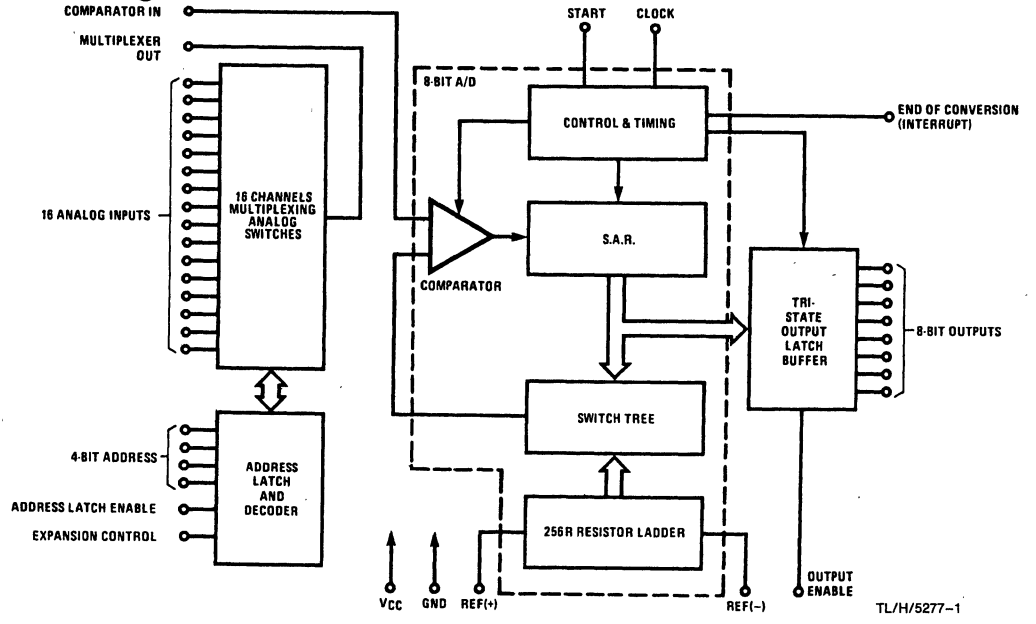 COMPARATOR IN
MULTIPLEXER
OUT
16 ANALOG INPUTS
16 CHANNELS
MULTIPLEXING
ANALOG
SWITCHES
4-BIT ADDRESS
ADDRESS LATCH ENABLE
EXPANSION CONTROL
ADDRESS
LATCH
AND
DECODER
START
CLOCK
8-BIT A/D
CONTROL & TIMING
END OF CONVERSION
(INTERRUPT)
S.A.R.
COMPARATOR
TRI-
STATE
OUTPUT
LATCH
BUFFER
8-BIT OUTPUTS
SWITCH TREE
256R RESISTOR LADDER
VCC
GND
REF(+)
REF(−)
OUTPUT
ENABLE
TL/H/5277–1